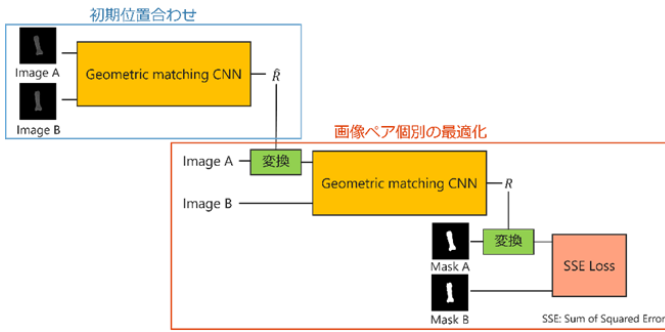 初期位置合わせ
Image A
Geometric matching CNN
R̂
Image B
画像ペア個別の最適化
Image A
変換
Geometric matching CNN
R
Image B
変換
Mask A
SSE Loss
Mask B
SSE: Sum of Squared Error